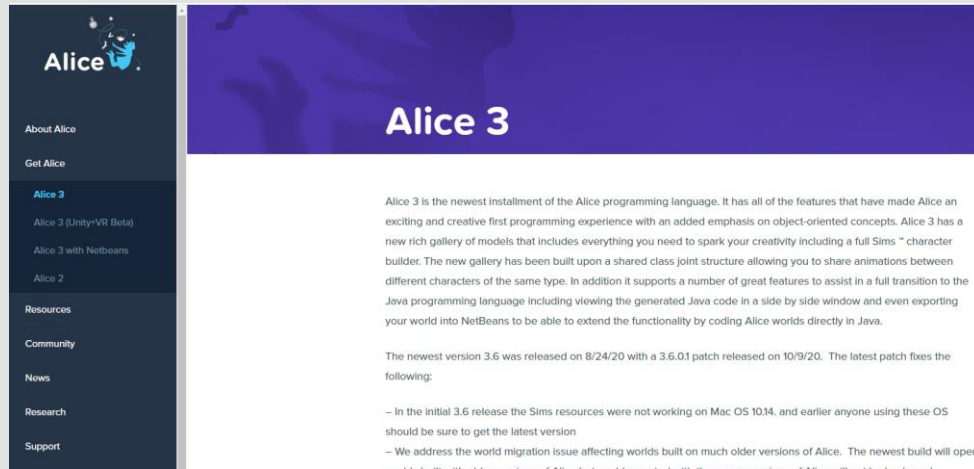 Alice
About Alice
Get Alice
Alice 3
Alice 3 (Unity+VR Beta)
Alice 3 with Netbeans
Alice 2
Resources
Community
News
Research
Support
Alice 3
Alice 3 is the newest installment of the Alice programming language. It has all of the features that have made Alice an
exciting and creative first programming experience with an added emphasis on object-oriented concepts. Alice 3 has a
new rich gallery of models that includes everything you need to spark your creativity including a full Sims ™ character
builder. The new gallery has been built upon a shared class joint structure allowing you to share animations between
different characters of the same type. In addition it supports a number of great features to assist in a full transition to the
Java programming language including viewing the generated Java code in a side by side window and even exporting
your world into NetBeans to be able to extend the functionality by coding Alice worlds directly in Java.
The newest version 3.6 was released on 8/24/20 with a 3.6.0.1 patch released on 10/9/20. The latest patch fixes the
following:
– In the initial 3.6 release the Sims resources were not working on Mac OS 10.14. and earlier anyone using these OS
should be sure to get the latest version
– We address the world migration issue affecting worlds built on much older versions of Alice. The newest build will open